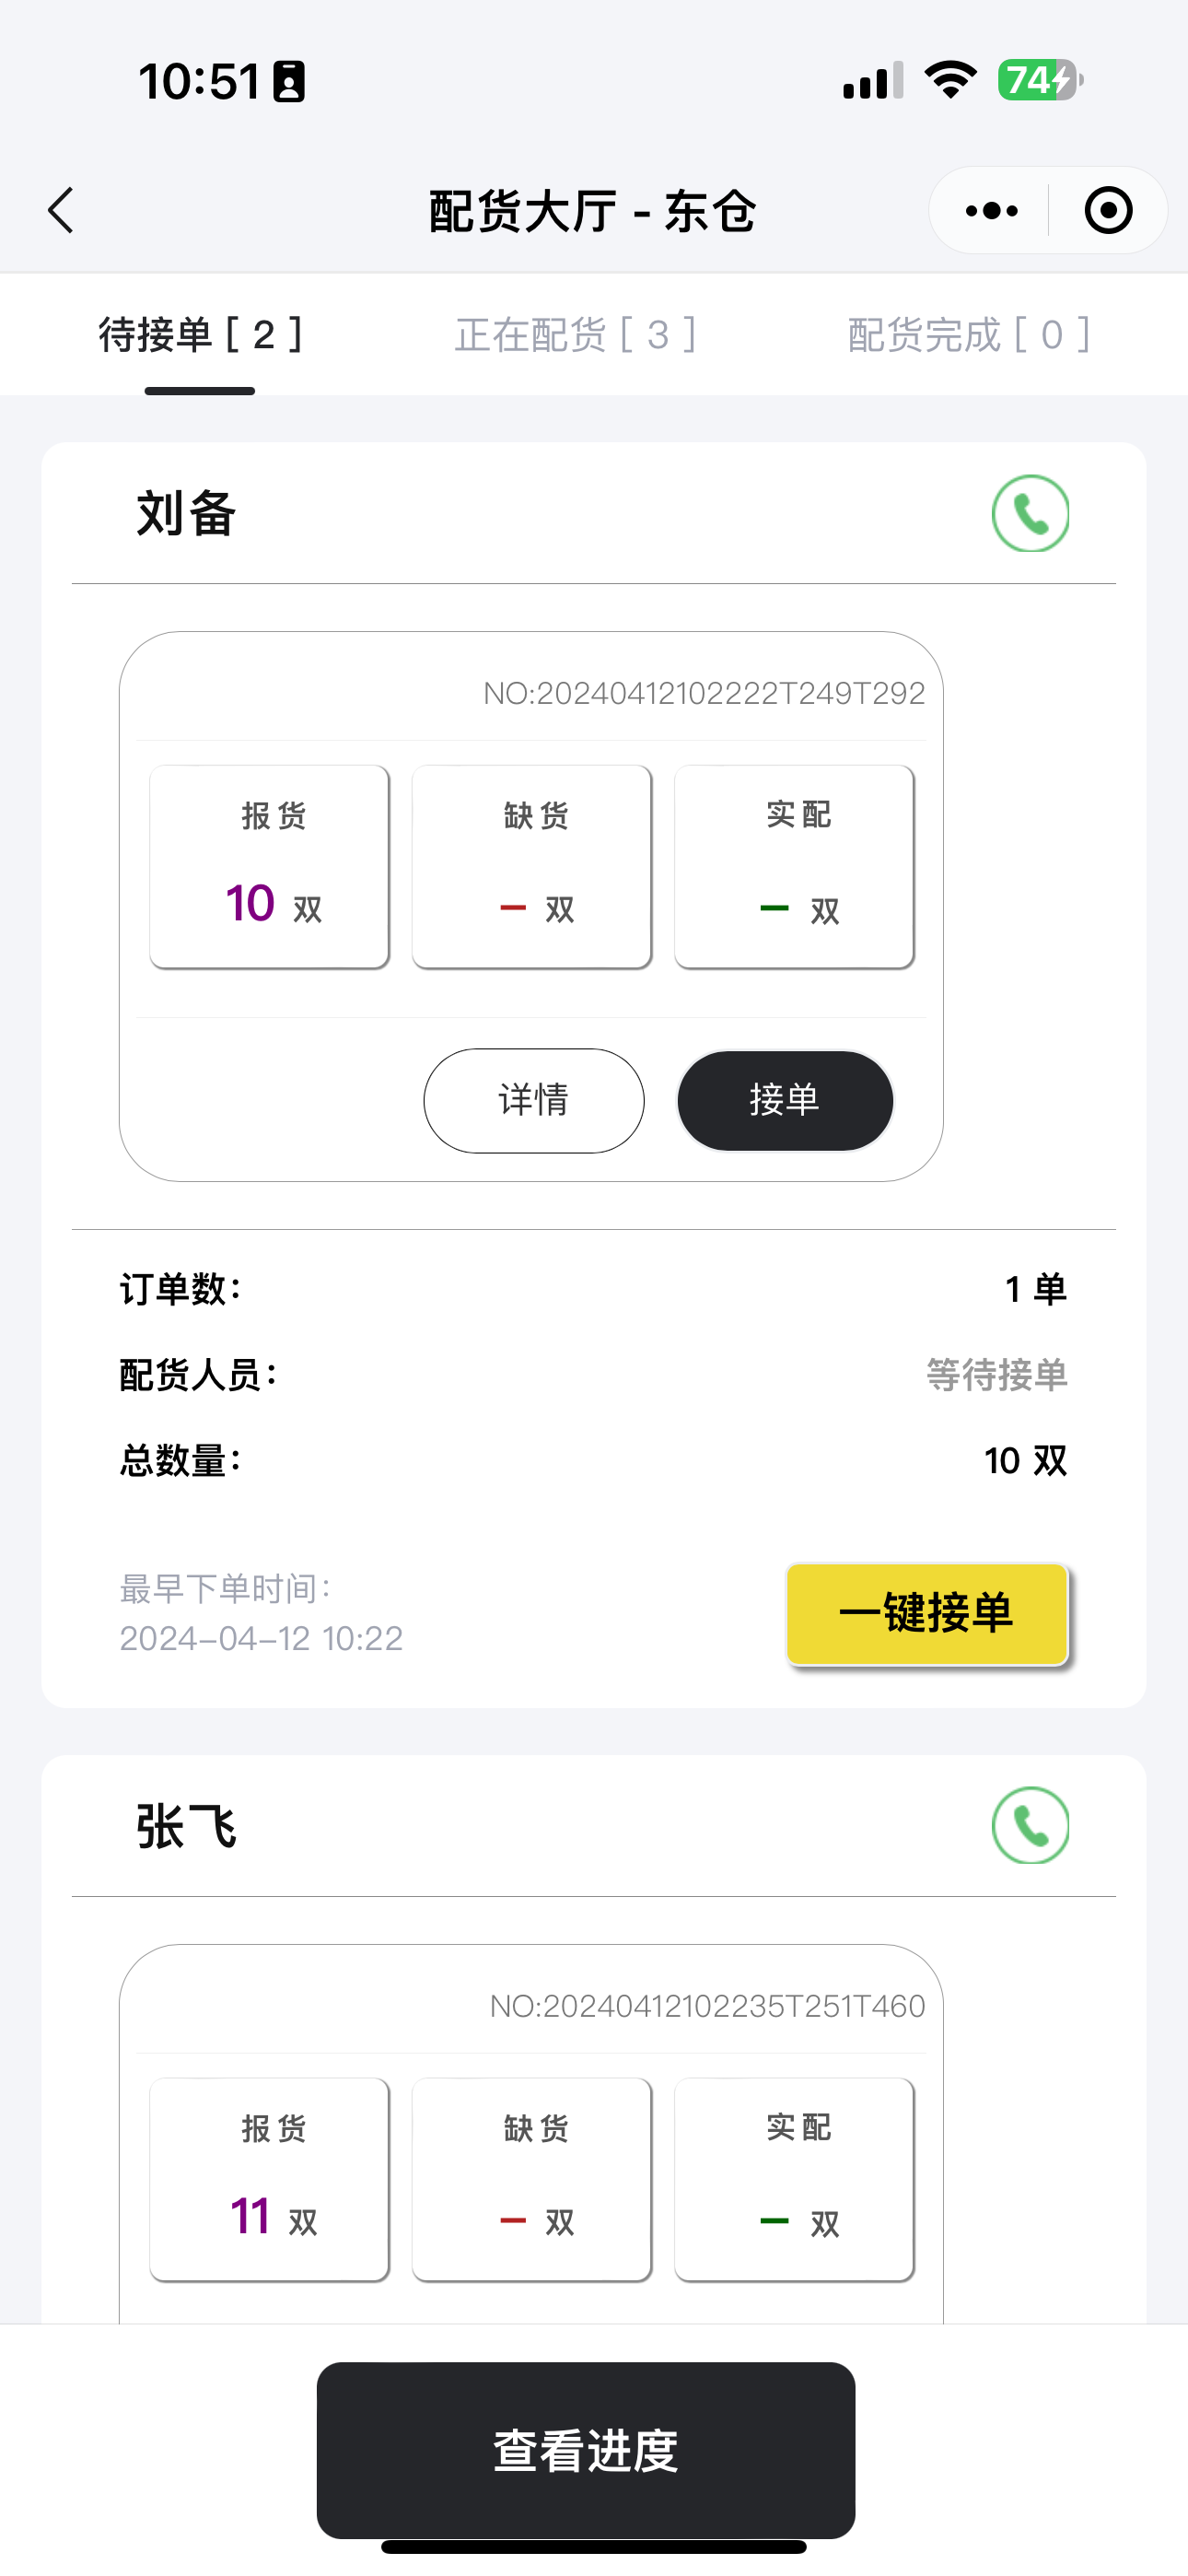 10:51
74
配货大厅 - 东仓
待接单 [ 2 ]
正在配货 [ 3 ]
配货完成 [ 0 ]
刘备
NO:20240412102222T249T292
报货
缺货
实配
10 双
– 双
– 双
详情
接单
订单数：
1 单
配货人员：
等待接单
总数量：
10 双
最早下单时间：
2024-04-12 10:22
一键接单
张飞
NO:20240412102235T251T460
报货
缺货
实配
11 双
– 双
– 双
查看进度